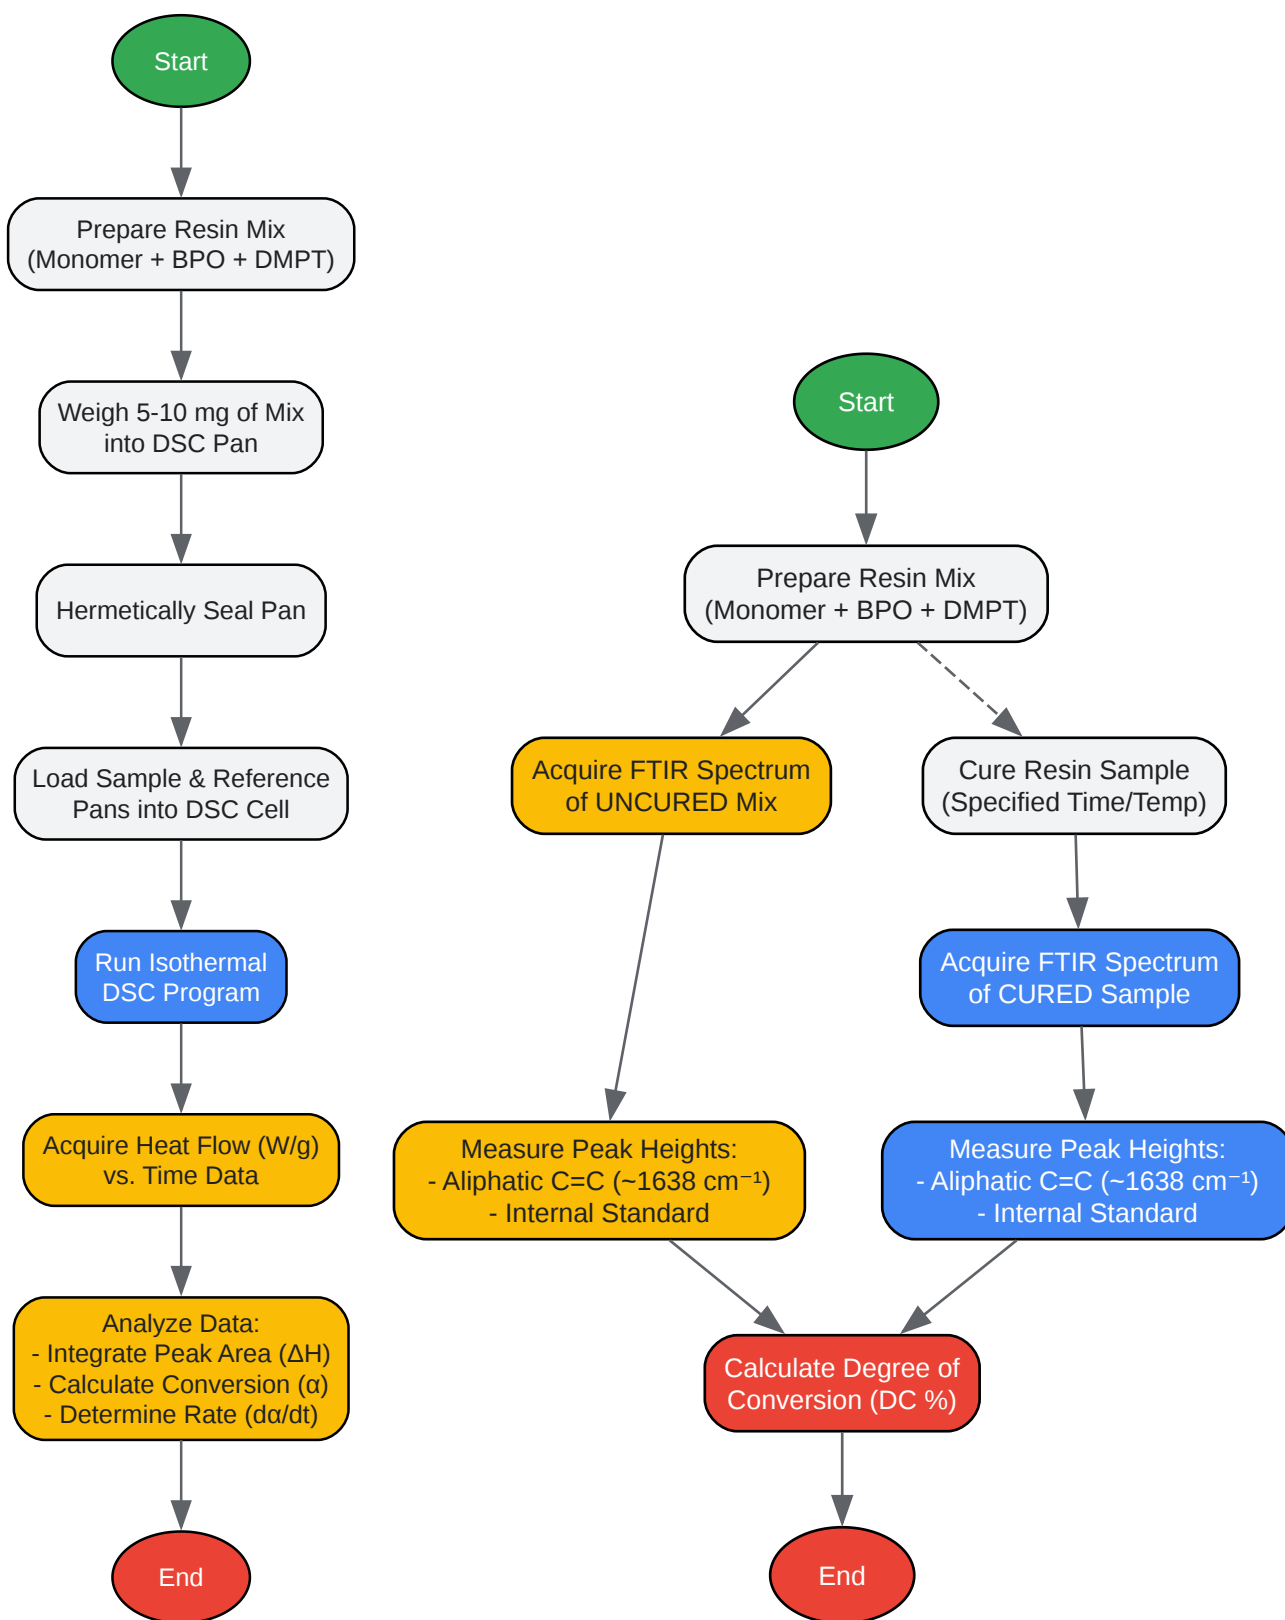 Start
Prepare Resin Mix
(Monomer + BPO + DMPT)
Weigh 5-10 mg of Mix
into DSC Pan
Hermetically Seal Pan
Load Sample & Reference
Pans into DSC Cell
Run Isothermal
DSC Program
Acquire Heat Flow (W/g)
vs. Time Data
Analyze Data:
- Integrate Peak Area (ΔH)
- Calculate Conversion (α)
- Determine Rate (dα/dt)
End
Start
Prepare Resin Mix
(Monomer + BPO + DMPT)
Acquire FTIR Spectrum
of UNCURED Mix
Cure Resin Sample
(Specified Time/Temp)
Acquire FTIR Spectrum
of CURED Sample
Measure Peak Heights:
- Aliphatic C=C (~1638 cm⁻¹)
- Internal Standard
Measure Peak Heights:
- Aliphatic C=C (~1638 cm⁻¹)
- Internal Standard
Calculate Degree of
Conversion (DC %)
End